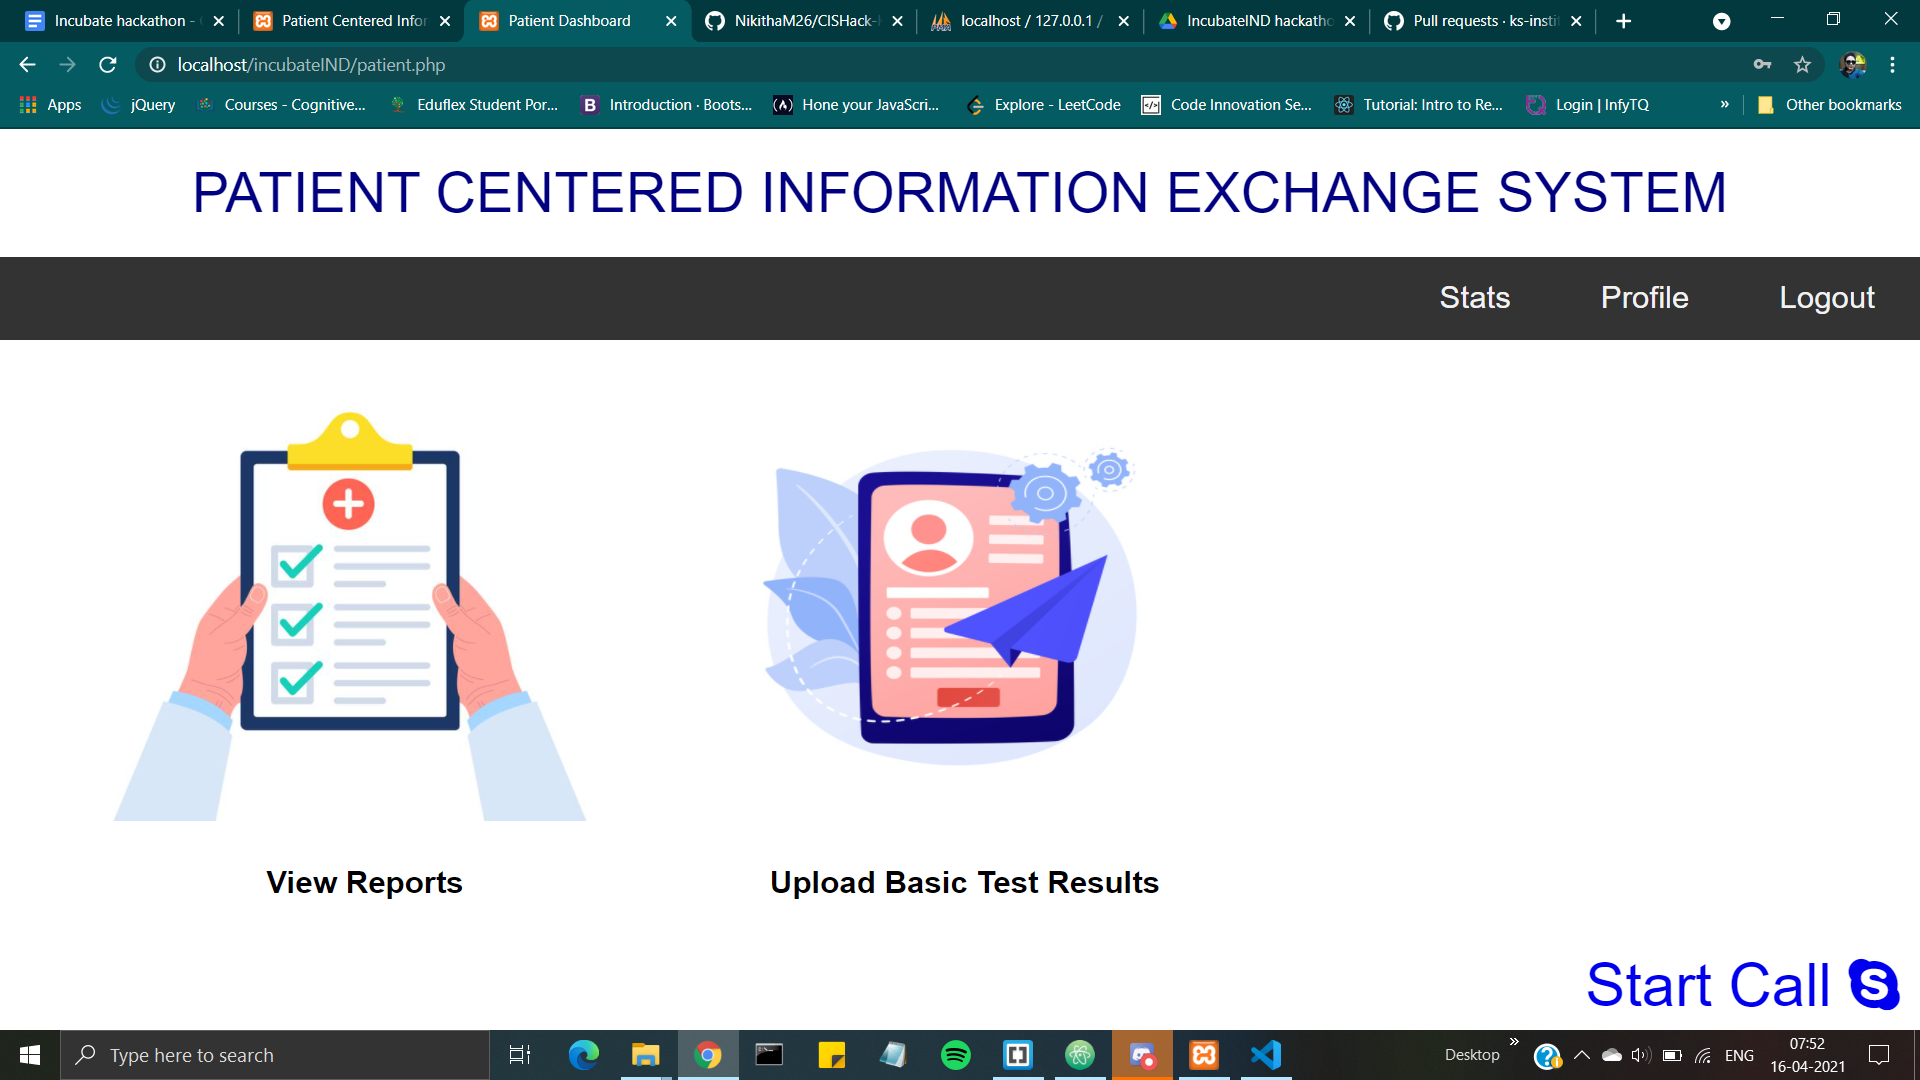 Incubate hackathon -
Patient Centered Infor
Patient Dashboard
NikithaM26/CISHack-
localhost / 127.0.0.1 /
IncubateIND hackatho
Pull requests · ks-insti
localhost/incubateIND/patient.php
Apps
jQuery
Courses - Cognitive...
Eduflex Student Por...
B
Introduction · Boots...
Hone your JavaScri...
Explore - LeetCode
Code Innovation Se...
Tutorial: Intro to Re...
Login | InfyTQ
»
Other bookmarks
PATIENT CENTERED INFORMATION EXCHANGE SYSTEM
Stats
Profile
Logout
View Reports
Upload Basic Test Results
Start Call
Type here to search
Desktop
»
ENG
07:52
16-04-2021